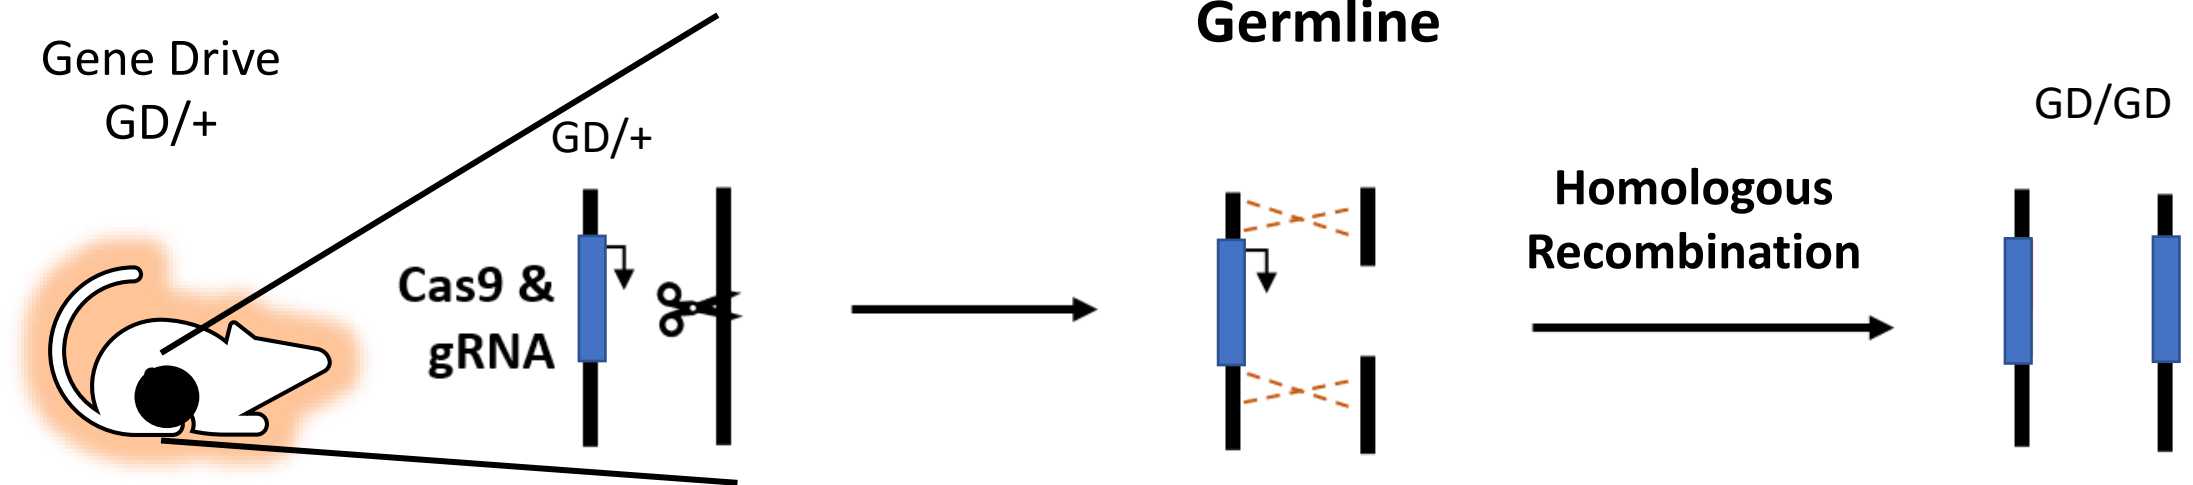 Gene Drive
GD/+
GD/+
Cas9 &
gRNA
Germline
Homologous
Recombination
GD/GD